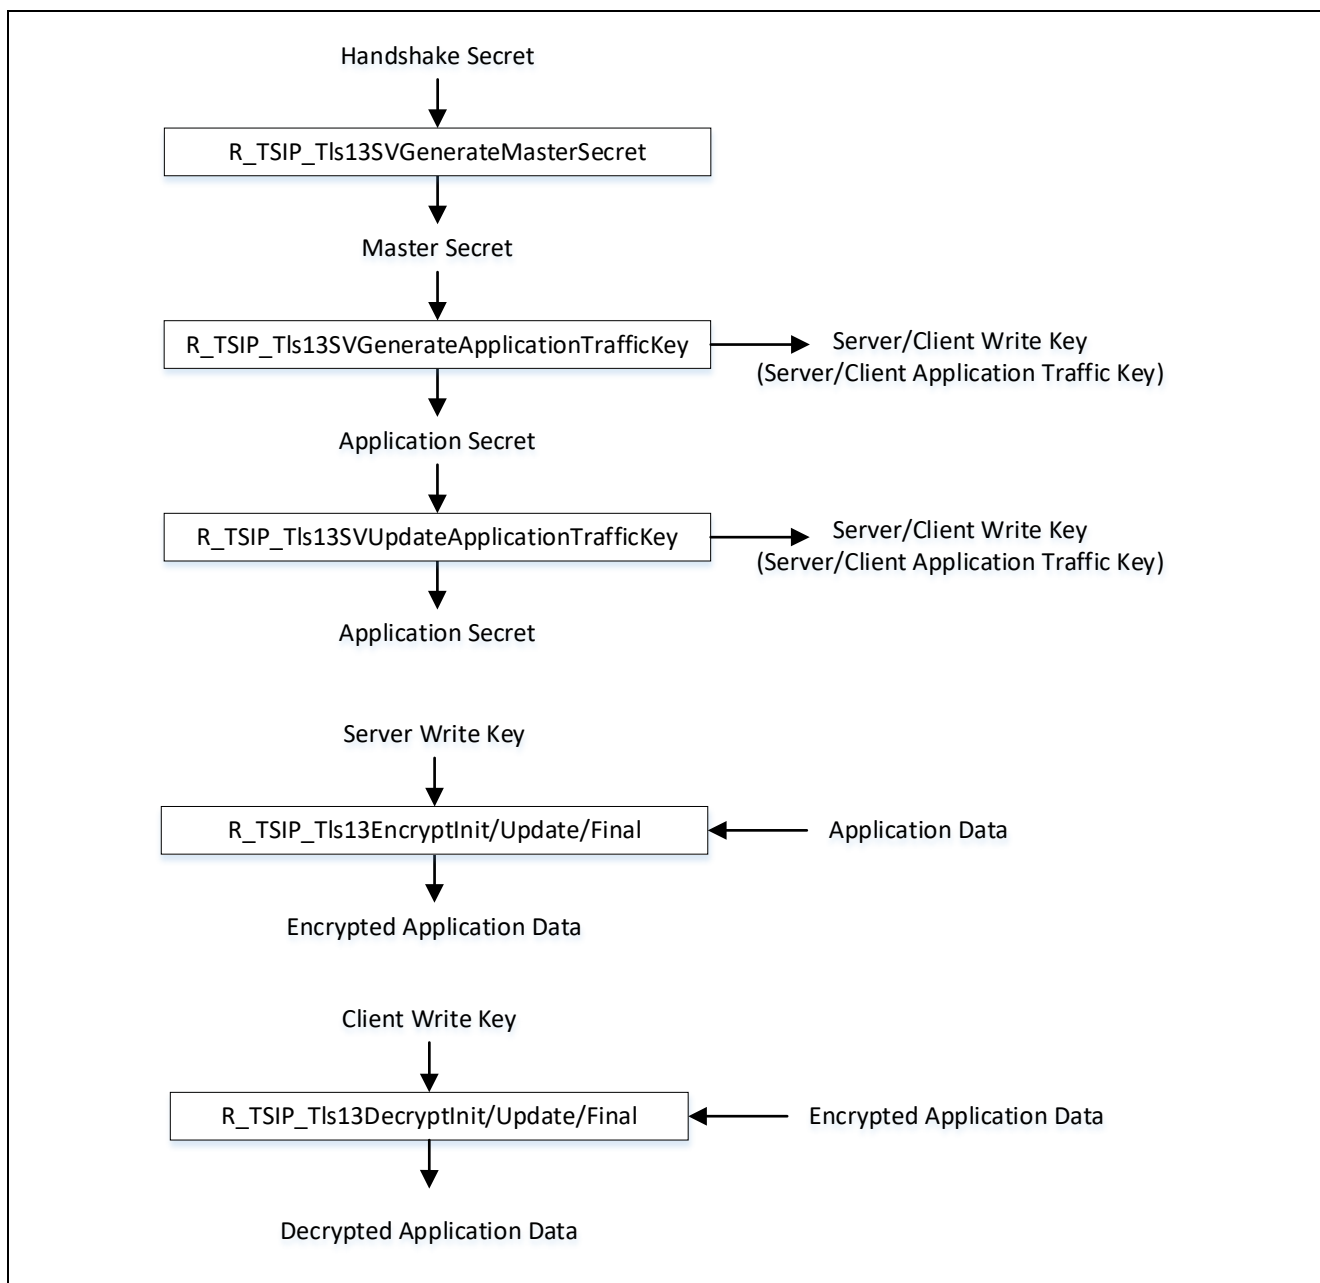 Handshake Secret
R_TSIP_Tls13SVGenerateMasterSecret
Master Secret
R_TSIP_Tls13SVGenerateApplicationTrafficKey
Server/Client Write Key
(Server/Client Application Traffic Key)
Application Secret
R_TSIP_Tls13SVUpdateApplicationTrafficKey
Server/Client Write Key
(Server/Client Application Traffic Key)
Application Secret
Server Write Key
R_TSIP_Tls13EncryptInit/Update/Final
Application Data
Encrypted Application Data
Client Write Key
R_TSIP_Tls13DecryptInit/Update/Final
Encrypted Application Data
Decrypted Application Data